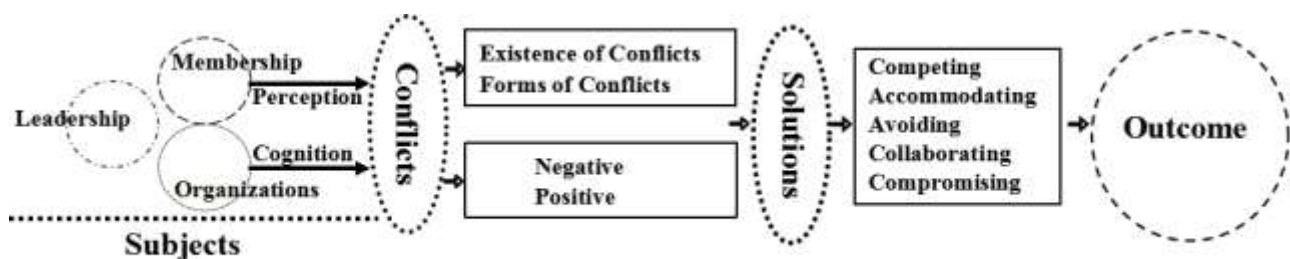 Leadership
Membership
Perception
Cognition
Organizations
Subjects
Conflicts
Existence of Conflicts
Forms of Conflicts
Negative
Positive
Solutions
Competing
Accommodating
Avoiding
Collaborating
Compromising
Outcome